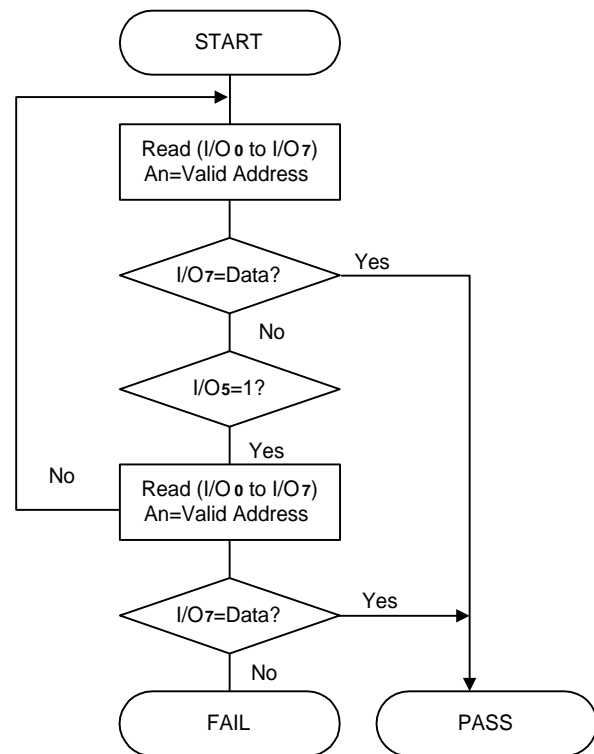 START
Read (I/O0 to I/O7)
An=Valid Address
I/O7=Data?
Yes
No
I/O5=1?
Yes
No
Read (I/O0 to I/O7)
An=Valid Address
I/O7=Data?
Yes
No
FAIL
PASS